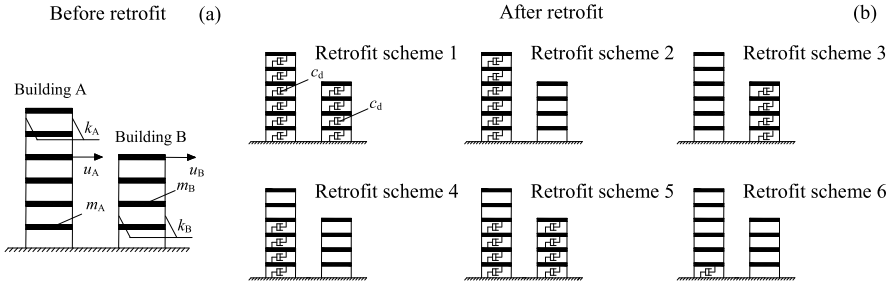 Before retrofit (a)
After retrofit (b)
Building A
k_A
Building B
u_A
u_B
m_B
m_A
k_B
Retrofit scheme 1
c_d
c_d
Retrofit scheme 2
Retrofit scheme 3
Retrofit scheme 4
Retrofit scheme 5
Retrofit scheme 6